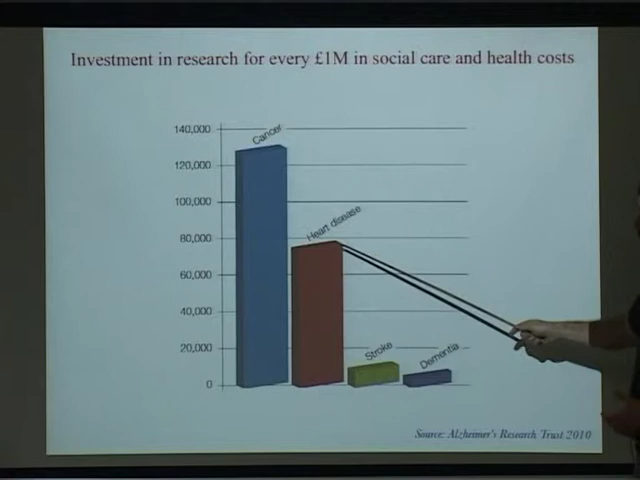 Investment in research for every £1M in social care and health costs
140,000
120,000
100,000
80,000
60,000
40,000
20,000
0
Cancer
Heart disease
Stroke
Dementia
Source: Alzheimer's Research Trust 2010